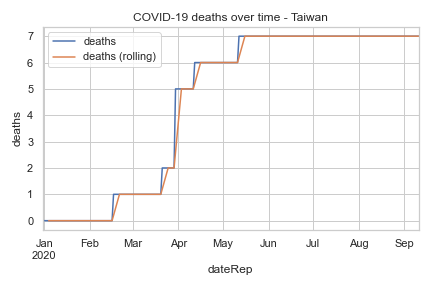 COVID-19 deaths over time - Taiwan
deaths
deaths (rolling)
7
6
5
4
3
2
1
0
deaths
Jan Feb Mar Apr May Jun Jul Aug Sep
2020
dateRep